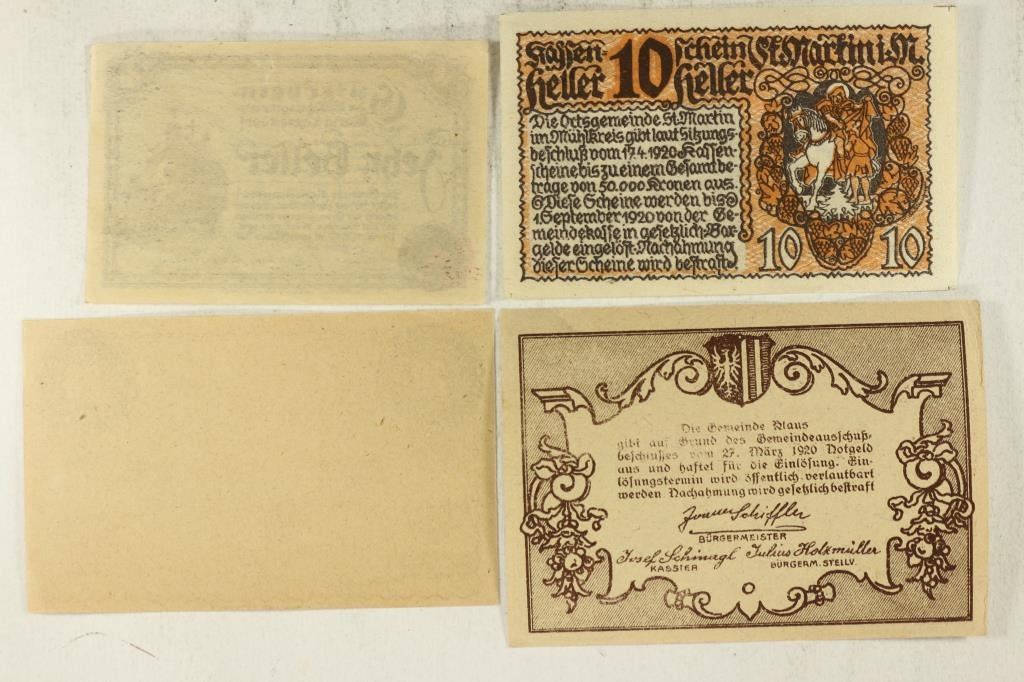 Kassen- 10 schein St. Martin i. M.
Heller Heller
Die Ortsgemeinde St. Martin
im Mühlkreis gibt laut Sitzungs-
beschluß vom 17.4.1920 Kassen-
scheine bis zu einem Gesamtbe-
trage von 50.000 Kronen aus.
Diese Scheine werden bis
1. September 1920 von der Ge-
meindekasse in gesetzlich. Bar-
gelde eingelöst. Nachahmung
dieser Scheine wird bestraft.
10 10
Die Gemeinde Klaus
gibt auf Grund des Gemeindeausschuß-
beschlusses vom 27. März 1920 Notgeld
aus und haftet für die Einlösung. Ein-
lösungstermin wird öffentlich verlautbart
werden Nachahmung wird gesetzlich bestraft
Schiffler
BÜRGERMEISTER
Josef Schmagl Julius Holzmüller
KASSIER BÜRGERM. STELLV.